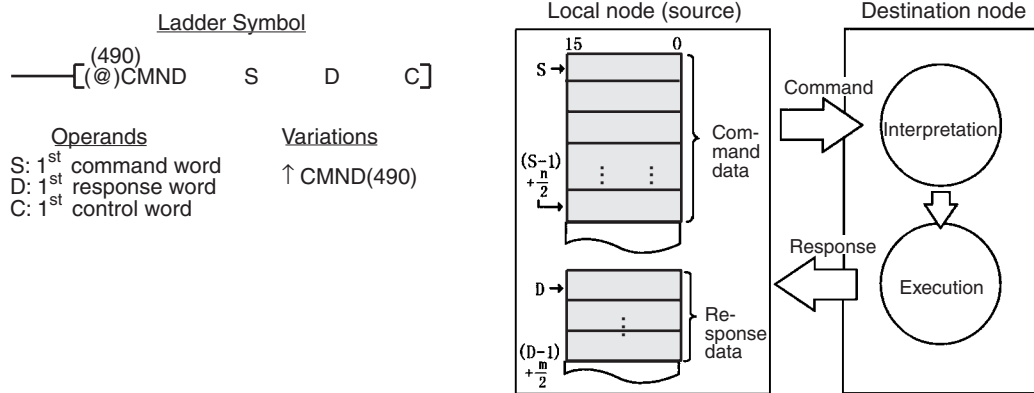 Ladder Symbol
(490)
(@)CMND S D C
Operands
S: 1st command word
D: 1st response word
C: 1st control word
Variations
↑ CMND(490)
Local node (source)
15 0
S →
(S-1)
+ n/2
Com-
mand
data
D →
(D-1)
+ m/2
Re-
sponse
data
Command
Response
Destination node
Interpretation
Execution